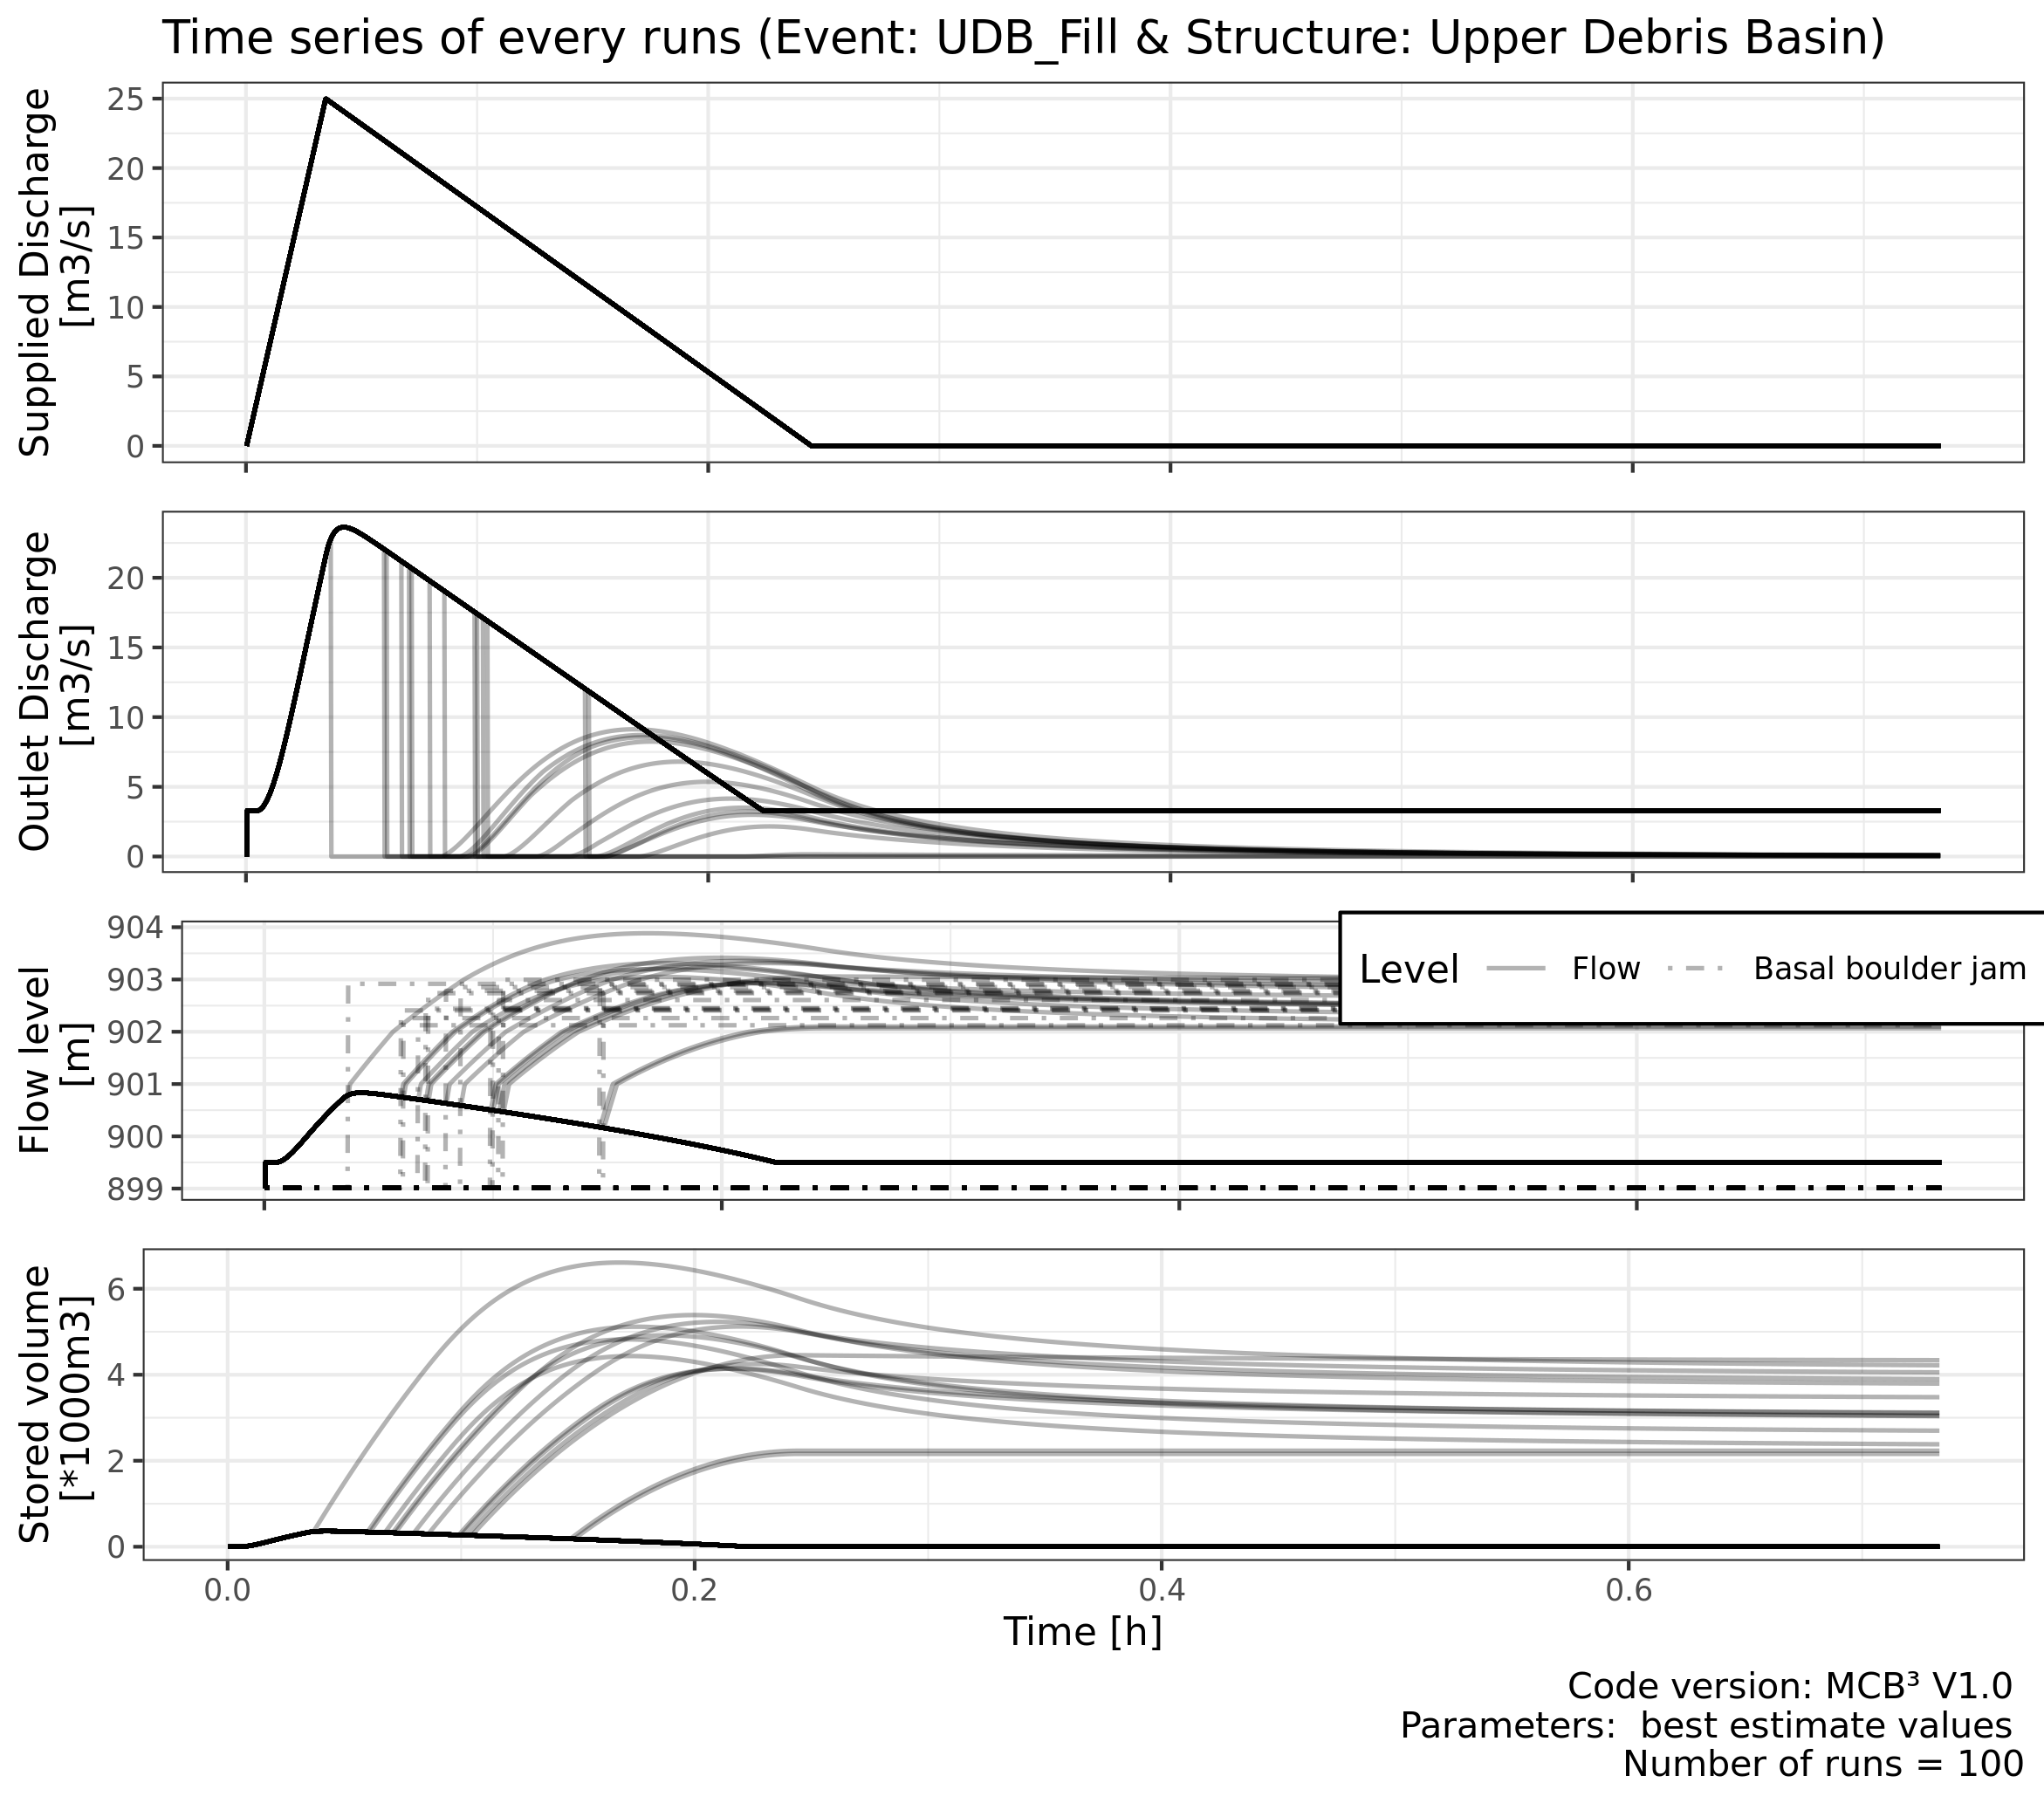 Time series of every runs (Event: UDB_Fill & Structure: Upper Debris Basin)
Supplied Discharge
[m3/s]
25
20
15
10
5
0
Outlet Discharge
[m3/s]
20
15
10
5
0
Flow level
[m]
904
903
902
901
900
899
Level Flow Basal boulder jam
Stored volume
[*1000m3]
6
4
2
0
0.0 0.2 0.4 0.6
Time [h]
Code version: MCB³ V1.0
Parameters:  best estimate values
Number of runs = 100